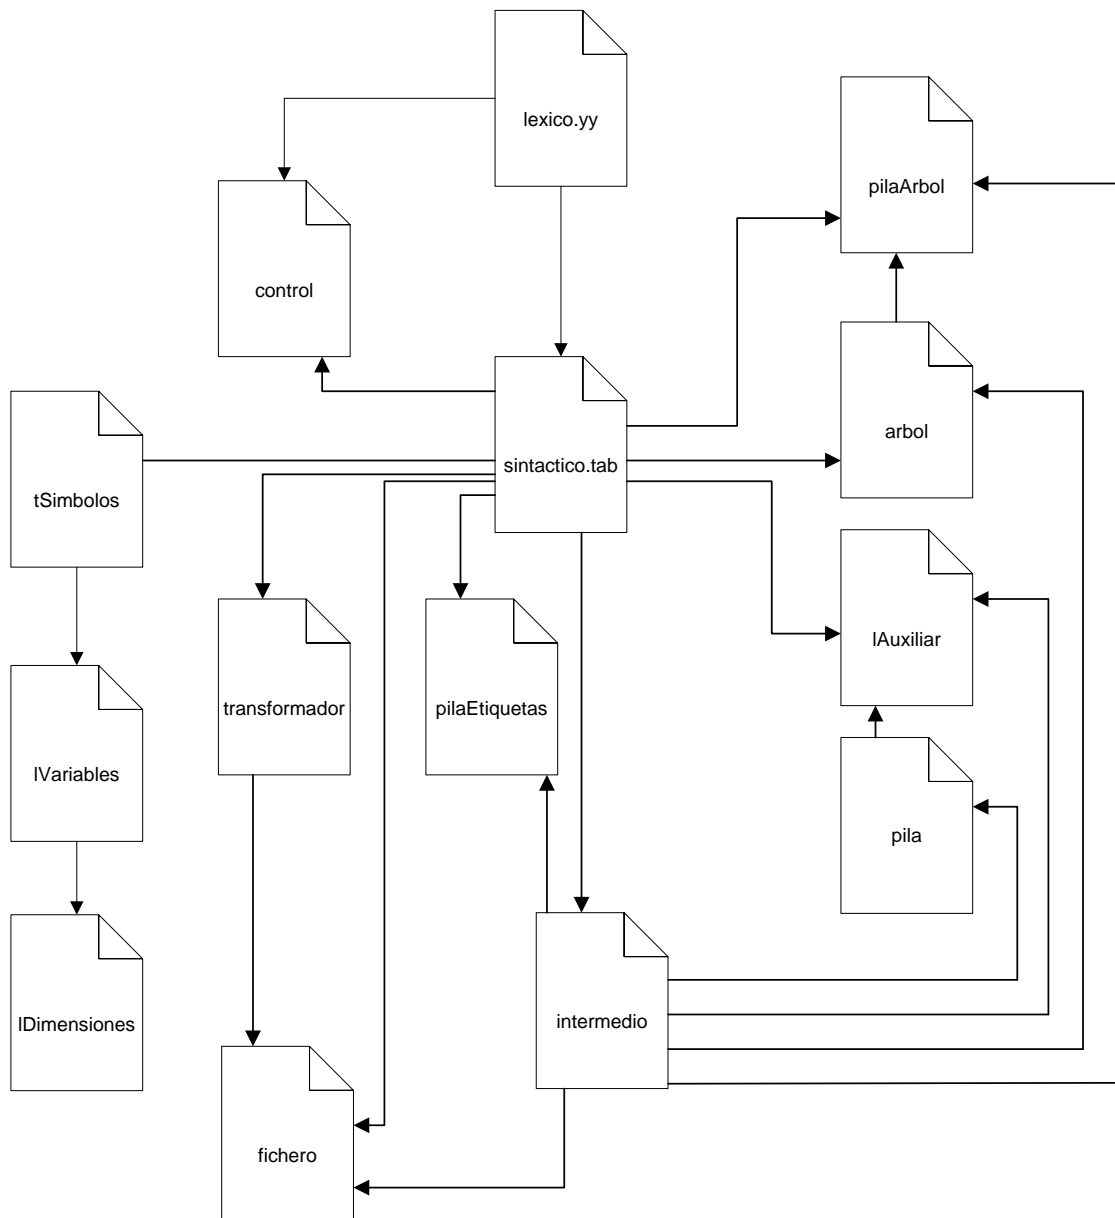 lexico.yy
pilaArbol
control
arbol
sintactico.tab
tSimbolos
lAuxiliar
transformador
pilaEtiquetas
lVariables
pila
intermedio
lDimensiones
fichero